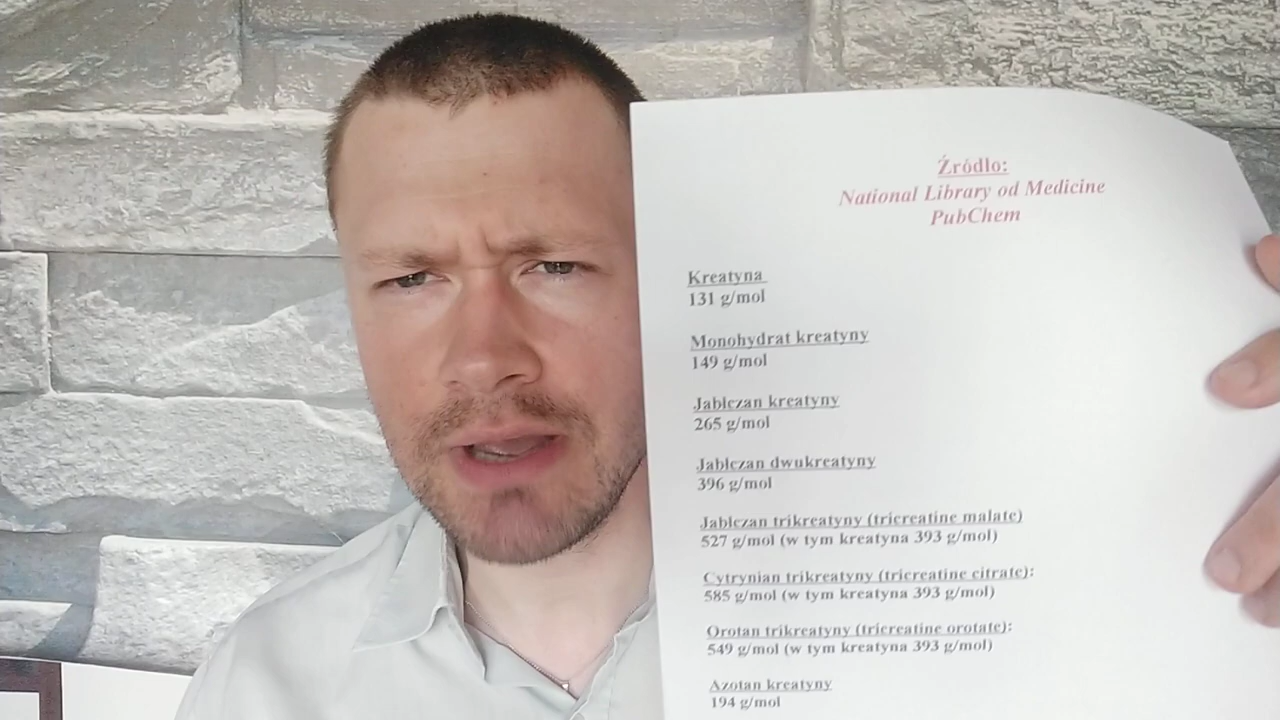 Źródło:
National Library od Medicine
PubChem
Kreatyna
131 g/mol
Monohydrat kreatyny
149 g/mol
Jabłczan kreatyny
265 g/mol
Jabłczan dwukreatyny
396 g/mol
Jabłczan trikreatyny (tricreatine malate)
527 g/mol (w tym kreatyna 393 g/mol)
Cytrynian trikreatyny (tricreatine citrate):
585 g/mol (w tym kreatyna 393 g/mol)
Orotan trikreatyny (tricreatine orotate):
549 g/mol (w tym kreatyna 393 g/mol)
Azotan kreatyny
194 g/mol